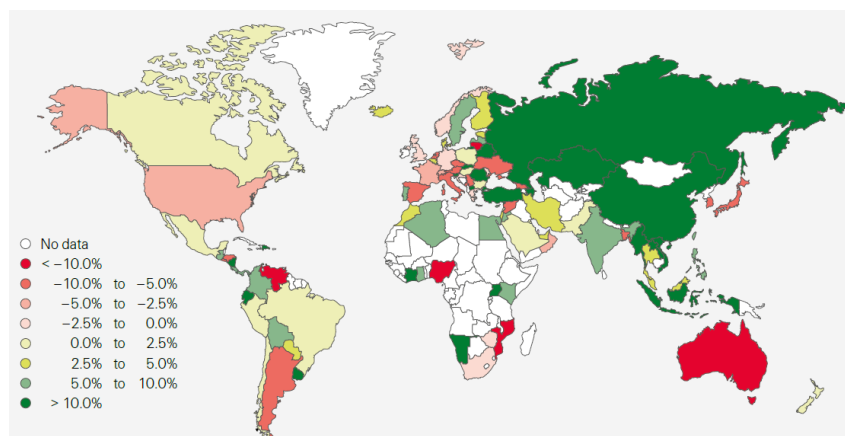 No data
< −10.0%
−10.0% to −5.0%
−5.0% to −2.5%
−2.5% to 0.0%
0.0% to 2.5%
2.5% to 5.0%
5.0% to 10.0%
> 10.0%